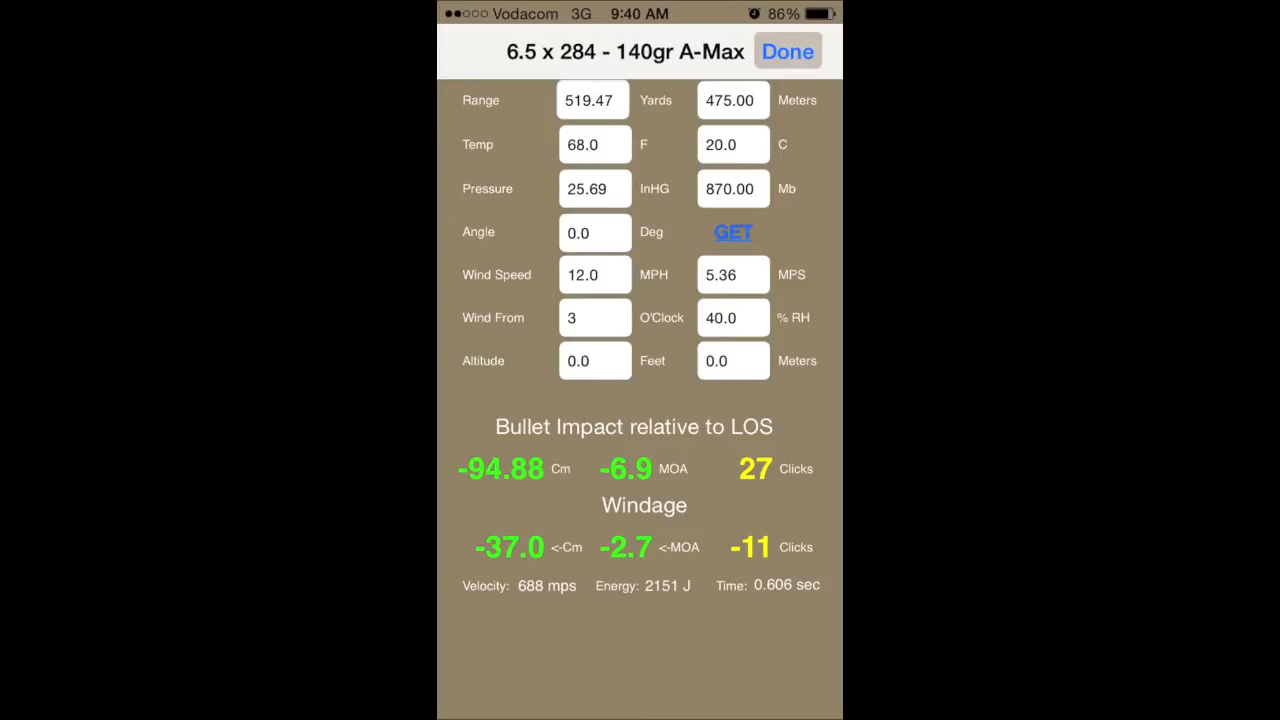 Vodacom 3G 9:40 AM 86%
6.5 x 284 - 140gr A-Max Done
Range 519.47 Yards 475.00 Meters
Temp 68.0 F 20.0 C
Pressure 25.69 InHG 870.00 Mb
Angle 0.0 Deg GET
Wind Speed 12.0 MPH 5.36 MPS
Wind From 3 O'Clock 40.0 % RH
Altitude 0.0 Feet 0.0 Meters
Bullet Impact relative to LOS
-94.88 Cm -6.9 MOA 27 Clicks
Windage
-37.0 <-Cm -2.7 <-MOA -11 Clicks
Velocity: 688 mps Energy: 2151 J Time: 0.606 sec